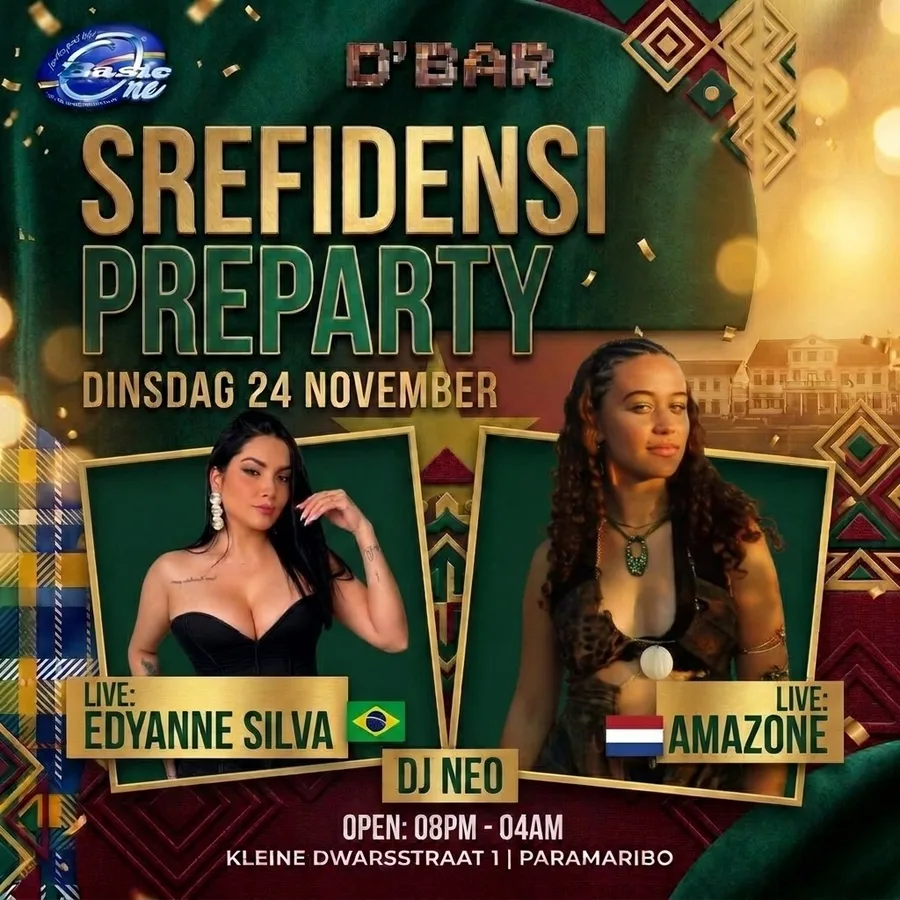 Basic One
D'BAR
SREFIDENSI
PREPARTY
DINSDAG 24 NOVEMBER
LIVE:
EDYANNE SILVA
LIVE:
AMAZONE
DJ NEO
OPEN: 08PM - 04AM
KLEINE DWARSSTRAAT 1 | PARAMARIBO